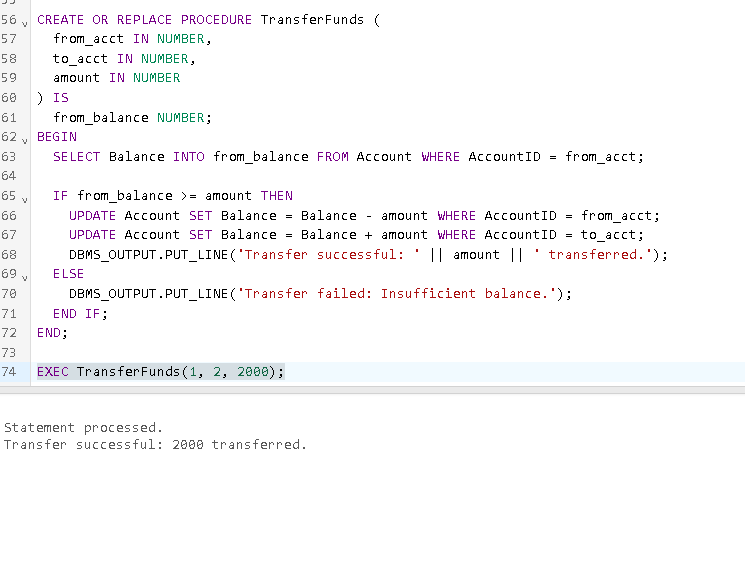 56 CREATE OR REPLACE PROCEDURE TransferFunds (
57 from_acct IN NUMBER,
58 to_acct IN NUMBER,
59 amount IN NUMBER
60 ) IS
61 from_balance NUMBER;
62 BEGIN
63 SELECT Balance INTO from_balance FROM Account WHERE AccountID = from_acct;
64
65 IF from_balance >= amount THEN
66 UPDATE Account SET Balance = Balance - amount WHERE AccountID = from_acct;
67 UPDATE Account SET Balance = Balance + amount WHERE AccountID = to_acct;
68 DBMS_OUTPUT.PUT_LINE('Transfer successful: ' || amount || ' transferred.');
69 ELSE
70 DBMS_OUTPUT.PUT_LINE('Transfer failed: Insufficient balance.');
71 END IF;
72 END;
73
74 EXEC TransferFunds(1, 2, 2000);
Statement processed.
Transfer successful: 2000 transferred.